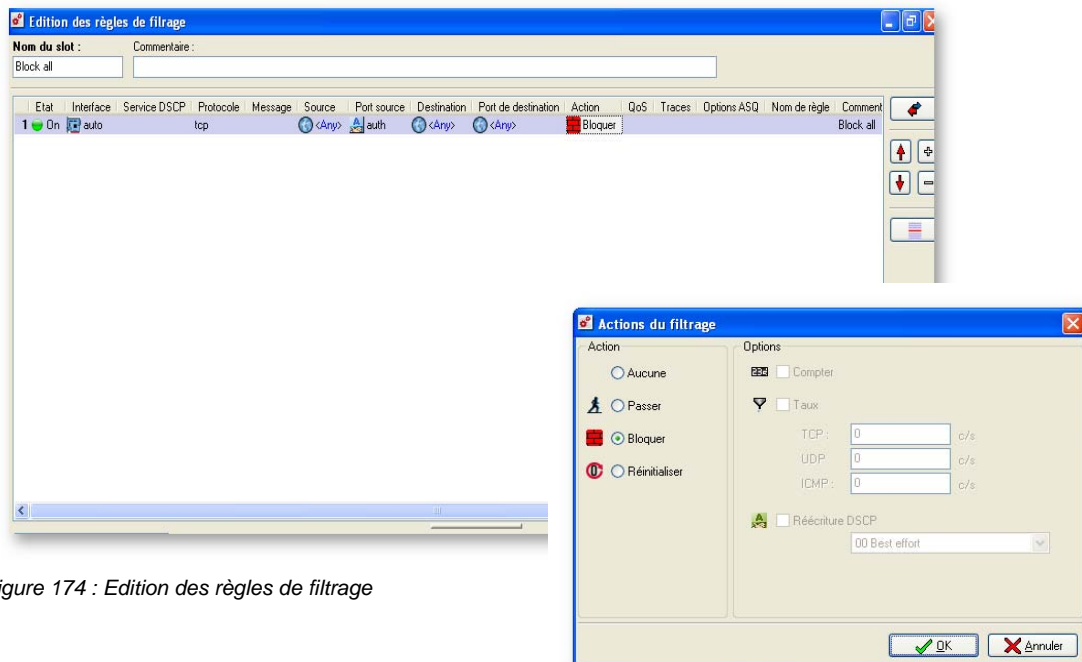 Edition des règles de filrage
Nom du slot : Commentaire :
Block all
Etat Interface Service DSCP Protocole Message Source Port source Destination Port de destination Action QoS Traces Options ASQ Nom de règle Comment
1 On auto tcp <Any> auth <Any> <Any> Bloquer Block all
Actions du filtrage
Action
Aucune
Passer
Bloquer
Réinitialiser
Options
Compter
Taux
TCP : 0 c/s
UDP 0 c/s
ICMP : 0 c/s
Réécriture DSCP
00 Best effort
OK Annuler
igure 174 : Edition des règles de filtrage